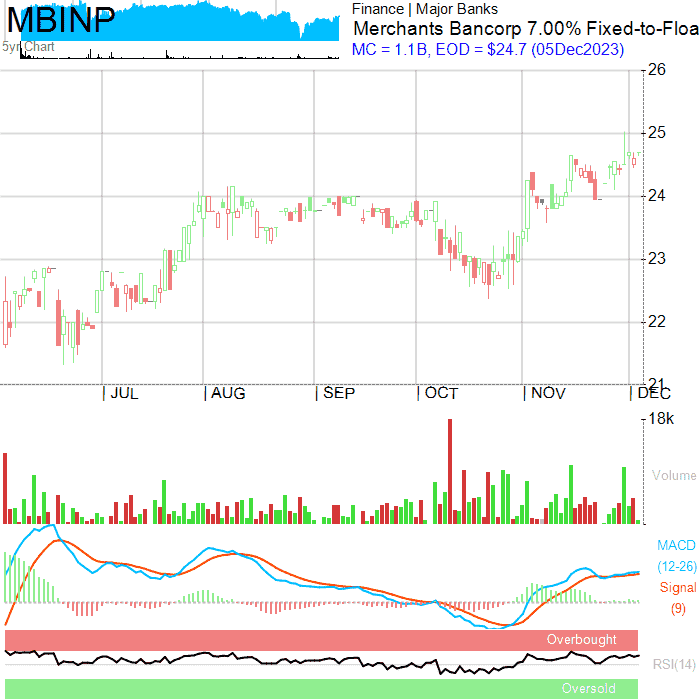 MBINP
5yr Chart
Finance | Major Banks
Merchants Bancorp 7.00% Fixed-to-Floa
MC = 1.1B, EOD = $24.7 (05Dec2023)
26
25
24
23
22
21
| JUL | AUG | SEP | OCT | NOV | DEC
18k
Volume
MACD
(12-26)
Signal
(9)
Overbought
RSI(14)
Oversold